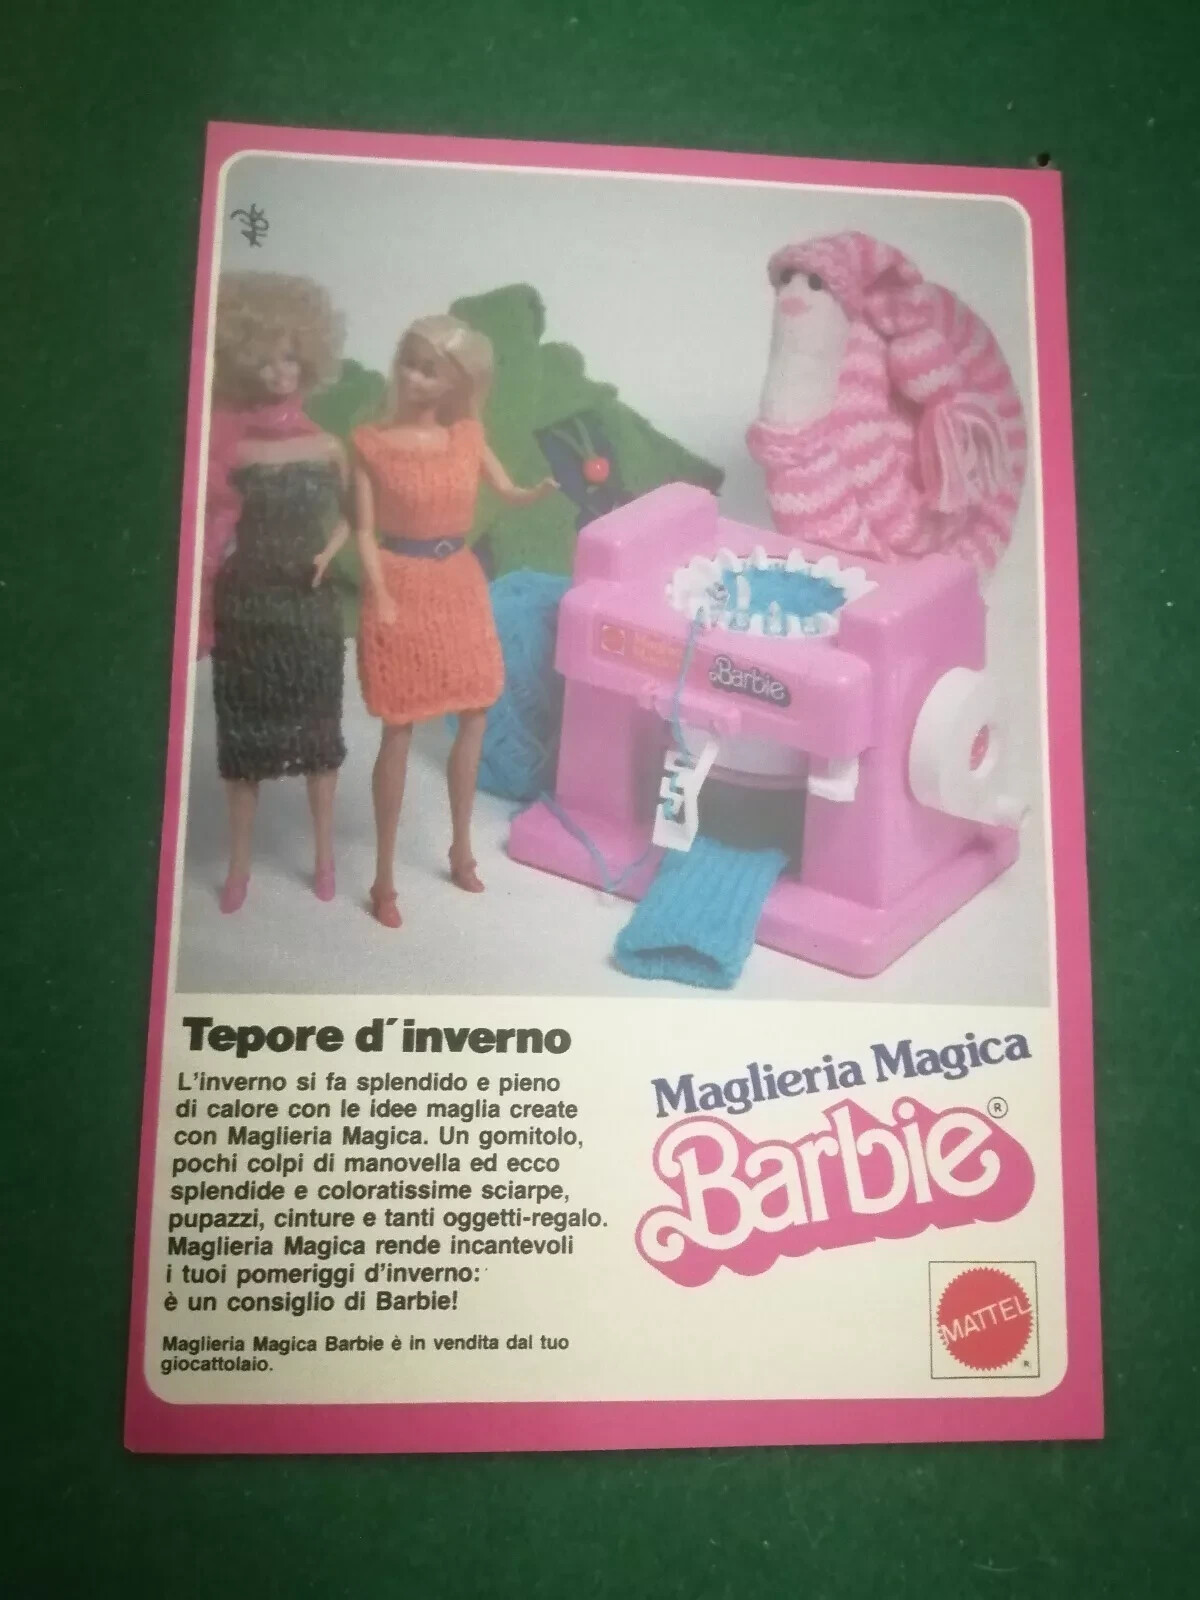 Barbie
Tepore d'inverno
L'inverno si fa splendido e pieno
di calore con le idee maglia create
con Maglieria Magica. Un gomitolo,
pochi colpi di manovella ed ecco
splendide e coloratissime sciarpe,
pupazzi, cinture e tanti oggetti-regalo.
Maglieria Magica rende incantevoli
i tuoi pomeriggi d'inverno:
è un consiglio di Barbie!
Maglieria Magica Barbie è in vendita dal tuo
giocattolaio.
Maglieria Magica
Barbie®
MATTEL
®